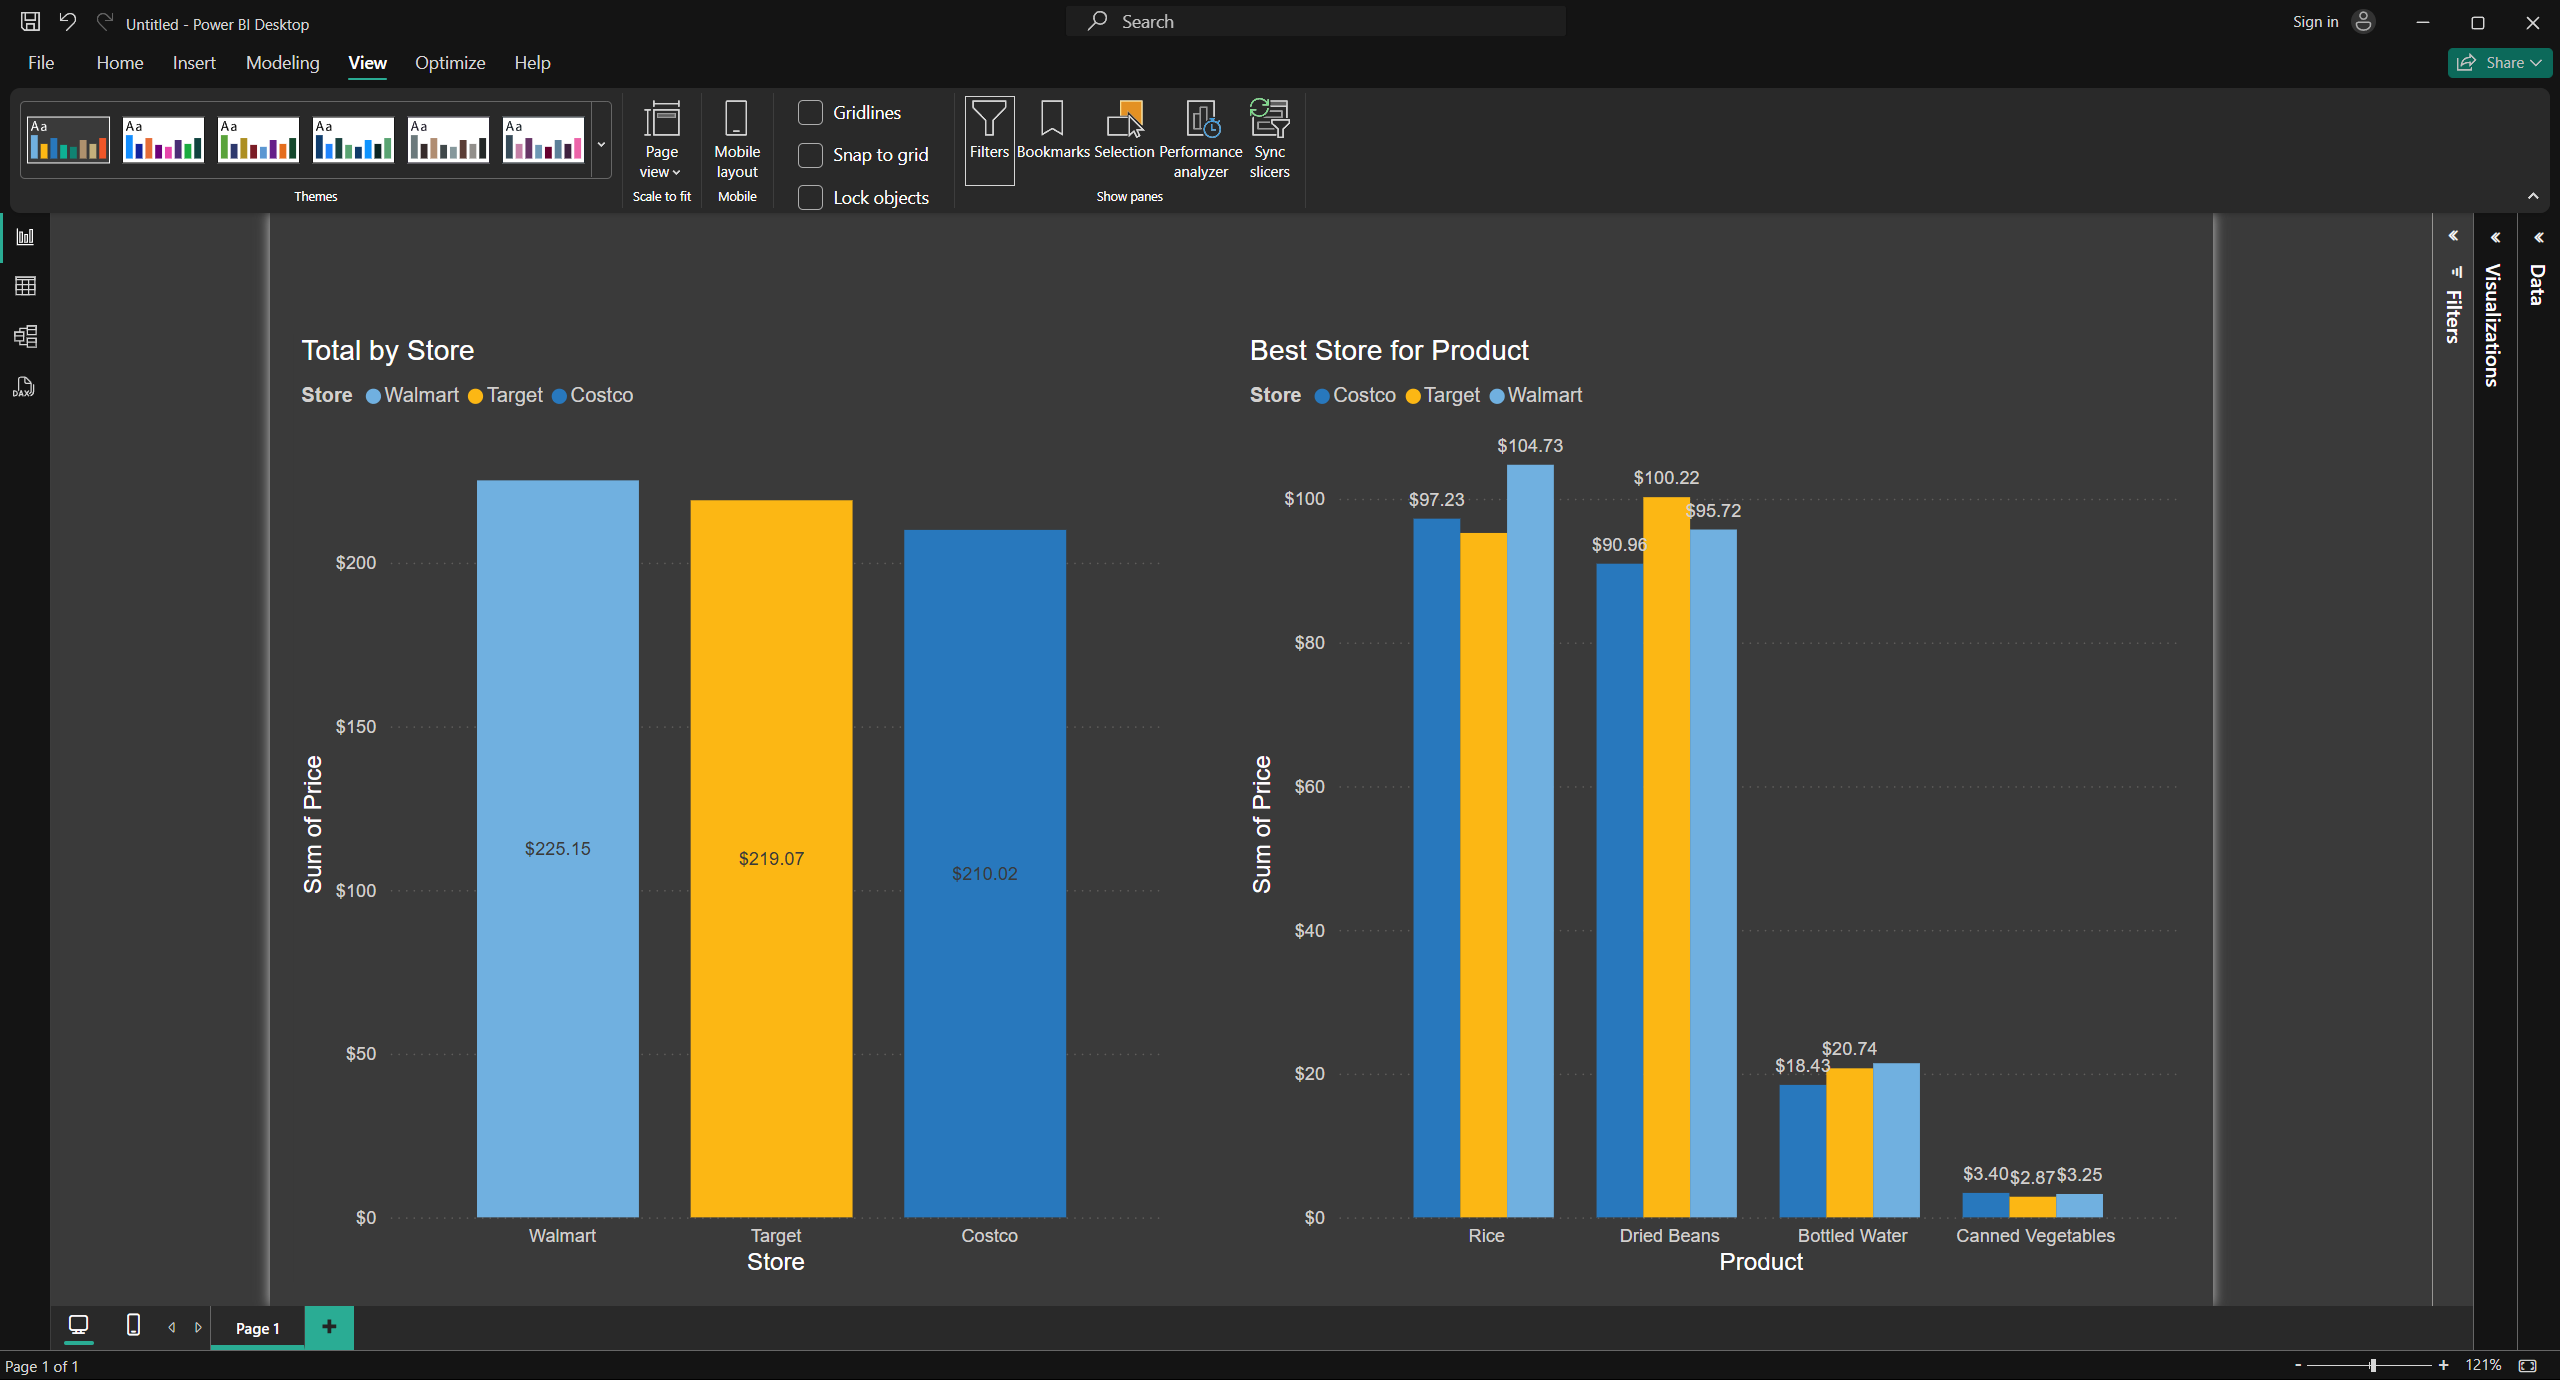 Untitled - Power BI Desktop
Search
Sign in
File Home Insert Modeling View Optimize Help
Share
Aa Aa Aa Aa Aa Aa
Themes
Page view
Scale to fit
Mobile layout
Mobile
Gridlines
Snap to grid
Lock objects
Filters Bookmarks Selection Performance analyzer Sync slicers
Show panes
DAX
Filters
Visualizations
Data
Total by Store
Store Walmart Target Costco
Sum of Price
$200
$150
$100
$50
$0
$225.15
$219.07
$210.02
Walmart Target Costco
Store
Best Store for Product
Store Costco Target Walmart
Sum of Price
$100
$80
$60
$40
$20
$0
$97.23
$104.73
$90.96
$100.22
$95.72
$18.43
$20.74
$3.40
$2.87
$3.25
Rice Dried Beans Bottled Water Canned Vegetables
Product
Page 1
+
Page 1 of 1
- + 121%